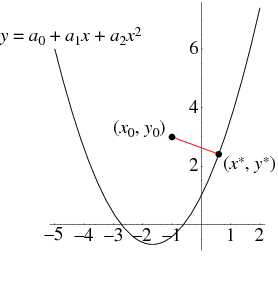 y = a₀ + a₁x + a₂x²
6
(x₀, y₀)
4
2
(x*, y*)
−5 −4 −3 −2 −1 1 2